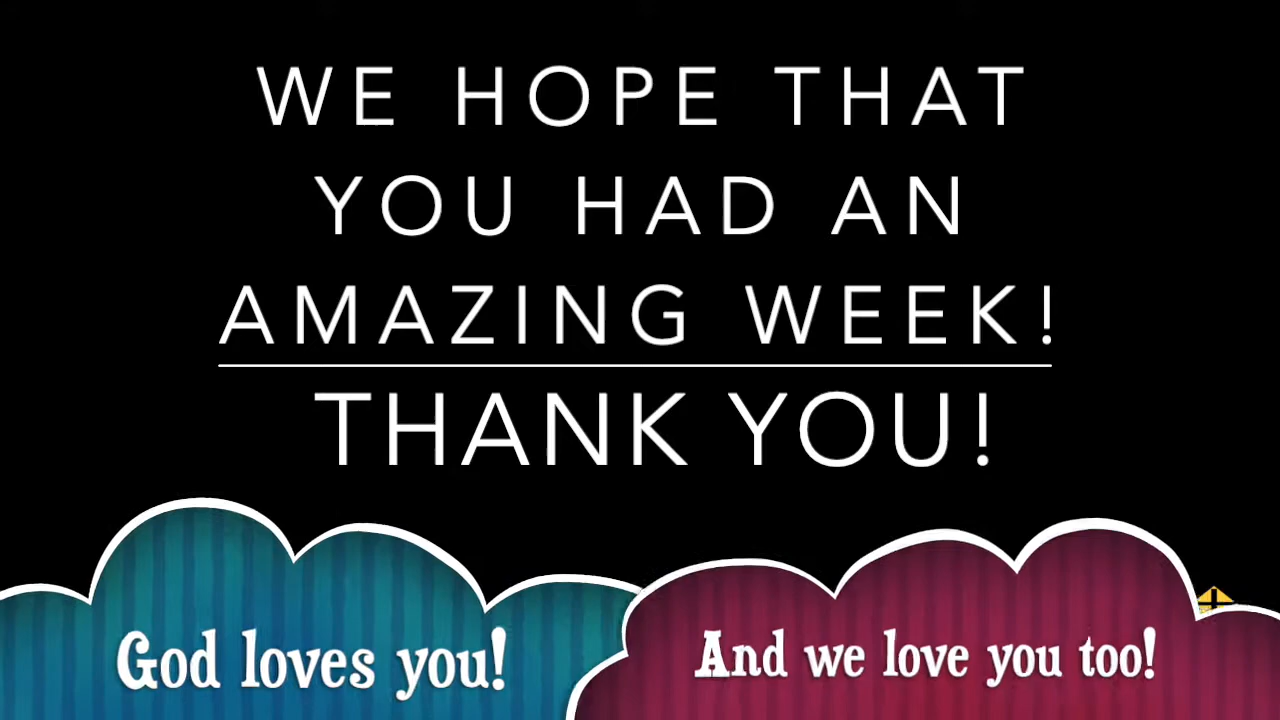 WE HOPE THAT
YOU HAD AN
AMAZING WEEK!
THANK YOU!
God loves you!
And we love you too!